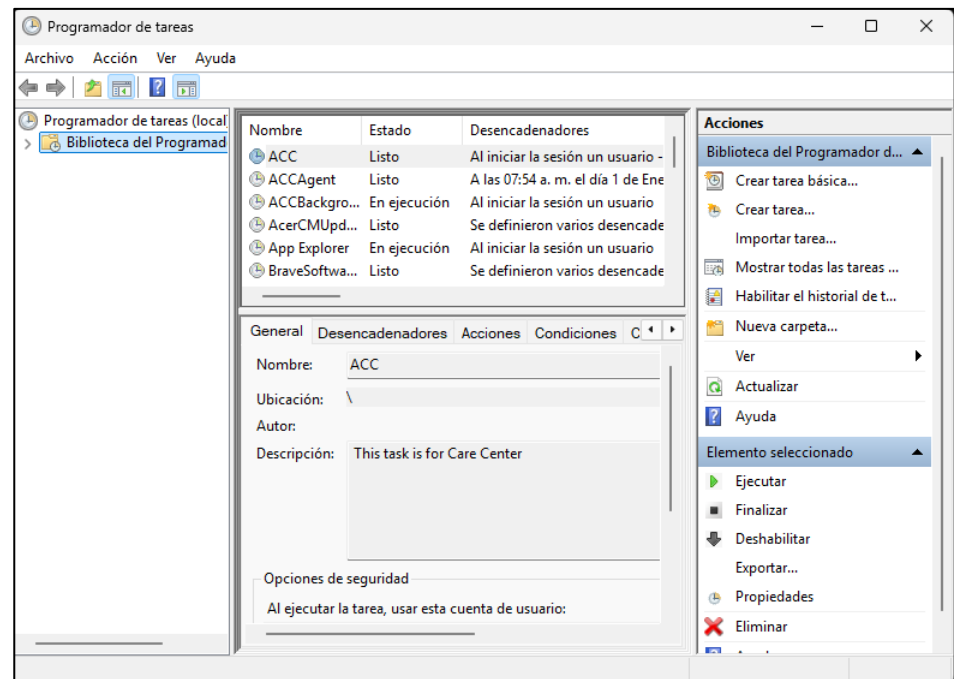 Programador de tareas
Archivo Acción Ver Ayuda
Programador de tareas (local
Biblioteca del Programad
Nombre Estado Desencadenadores
ACC Listo Al iniciar la sesión un usuario -
ACCAgent Listo A las 07:54 a. m. el día 1 de Ene
ACCBackgro... En ejecución Al iniciar la sesión un usuario
AcerCMUpd... Listo Se definieron varios desencade
App Explorer En ejecución Al iniciar la sesión un usuario
BraveSoftwa... Listo Se definieron varios desencade
General Desencadenadores Acciones Condiciones C
Nombre: ACC
Ubicación: \
Autor:
Descripción: This task is for Care Center
Opciones de seguridad
Al ejecutar la tarea, usar esta cuenta de usuario:
Acciones
Biblioteca del Programador d...
Crear tarea básica...
Crear tarea...
Importar tarea...
Mostrar todas las tareas ...
Habilitar el historial de t...
Nueva carpeta...
Ver
Actualizar
Ayuda
Elemento seleccionado
Ejecutar
Finalizar
Deshabilitar
Exportar...
Propiedades
Eliminar